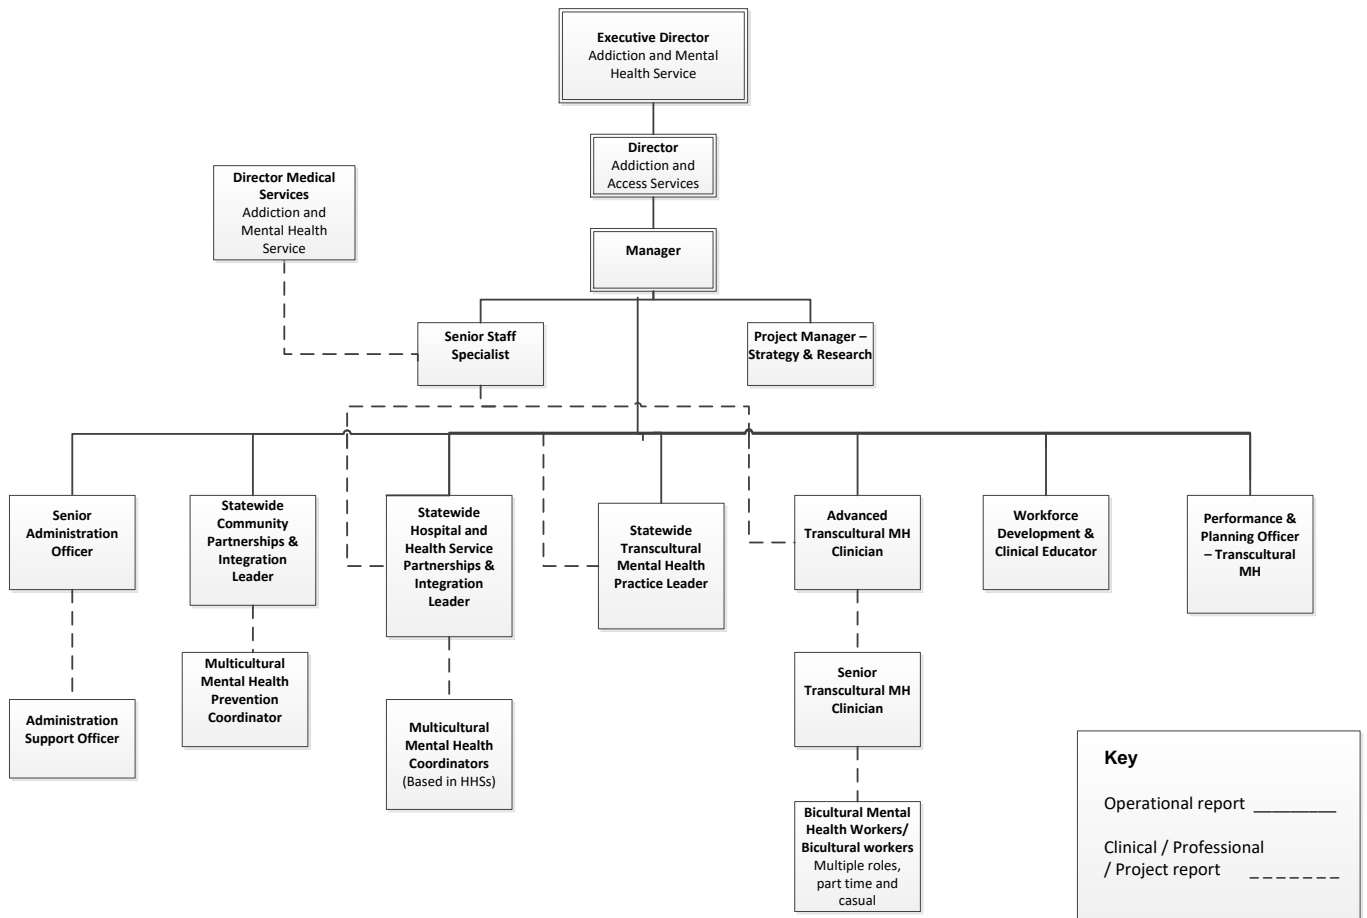 Executive Director
Addiction and Mental
Health Service
Director
Addiction and
Access Services
Director Medical
Services
Addiction and
Mental Health
Service
Manager
Senior Staff
Specialist
Project Manager –
Strategy & Research
Senior
Administration
Officer
Statewide
Community
Partnerships &
Integration
Leader
Statewide
Hospital and
Health Service
Partnerships &
Integration
Leader
Statewide
Transcultural
Mental Health
Practice Leader
Advanced
Transcultural MH
Clinician
Workforce
Development &
Clinical Educator
Performance &
Planning Officer
– Transcultural
MH
Administration
Support Officer
Multicultural
Mental Health
Prevention
Coordinator
Multicultural
Mental Health
Coordinators
(Based in HHSs)
Senior
Transcultural MH
Clinician
Bicultural Mental
Health Workers/
Bicultural workers
Multiple roles,
part time and
casual
Key
Operational report
Clinical / Professional
/ Project report